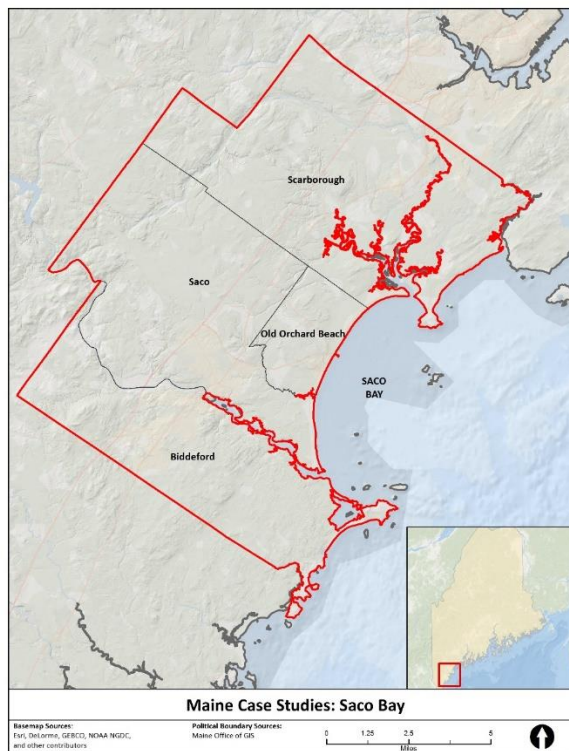 Scarborough
Saco
Old Orchard Beach
SACO
BAY
Biddeford
Maine Case Studies: Saco Bay
Basemap Sources:
Esri, DeLorme, GEBCO, NOAA NGDC,
and other contributors
Political Boundary Sources:
Maine Office of GIS
0 1.25 2.5 5
Miles